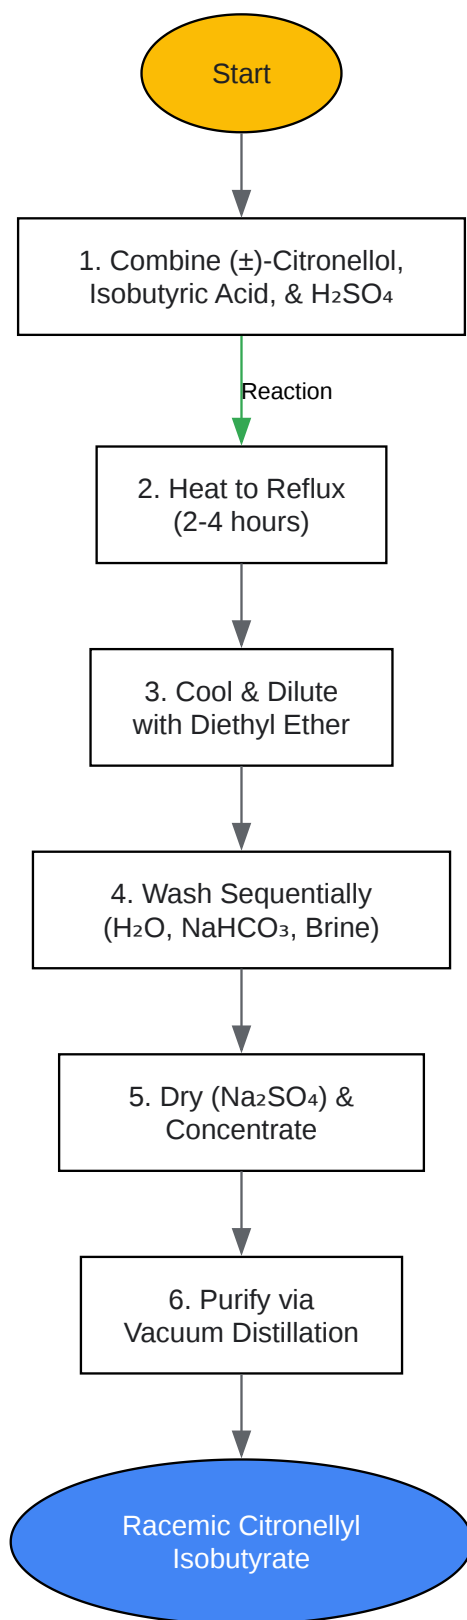 Start
1. Combine (±)-Citronellol,
Isobutyric Acid, & H₂SO₄
Reaction
2. Heat to Reflux
(2-4 hours)
3. Cool & Dilute
with Diethyl Ether
4. Wash Sequentially
(H₂O, NaHCO₃, Brine)
5. Dry (Na₂SO₄) &
Concentrate
6. Purify via
Vacuum Distillation
Racemic Citronellyl
Isobutyrate